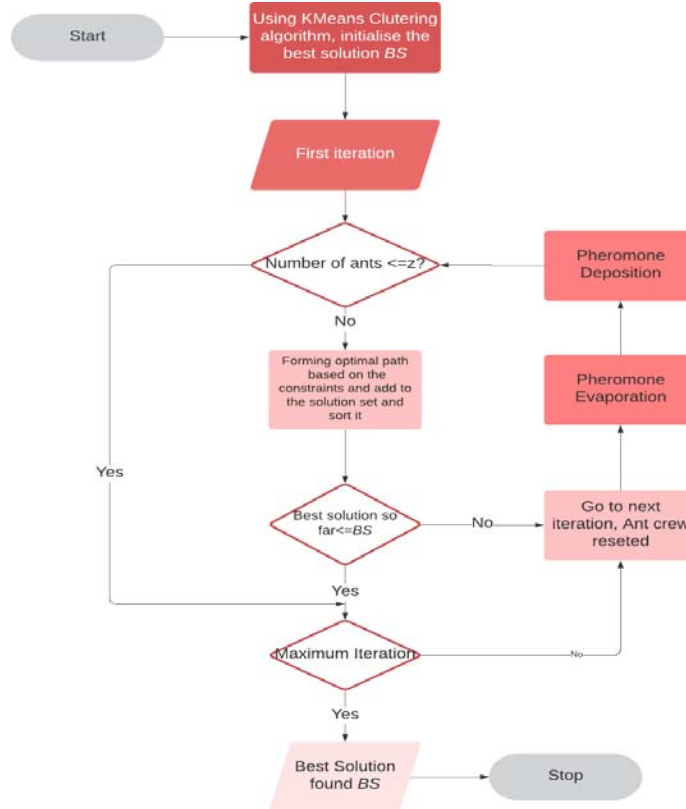 Start
Using KMeans Clutering
algorithm, initialise the
best solution BS
First iteration
Number of ants <=z?
Pheromone
Deposition
No
Forming optimal path
based on the
constraints and add to
the solution set and
sort it
Pheromone
Evaporation
Yes
Best solution so
far<=BS
No
Go to next
iteration, Ant crew
reseted
Yes
Maximum Iteration
No
Yes
Best Solution
found BS
Stop